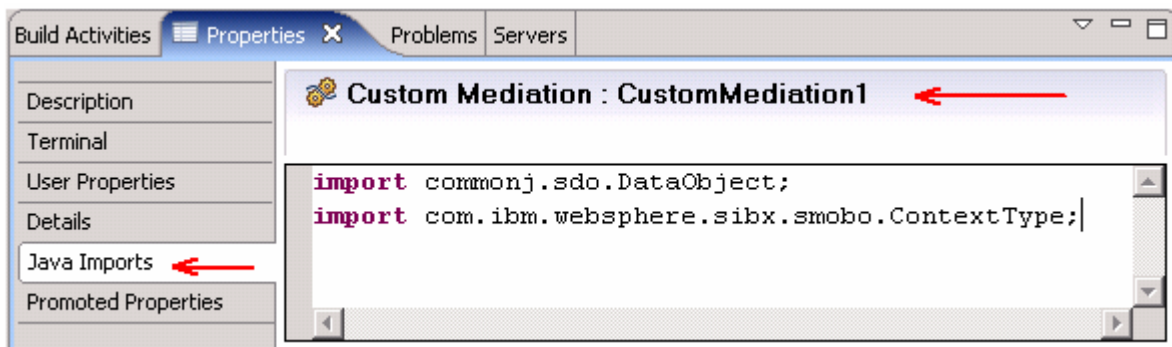 Build Activities Properties Problems Servers
Custom Mediation : CustomMediation1
Description
Terminal
User Properties
Details
Java Imports
Promoted Properties
import commonj.sdo.DataObject;
import com.ibm.websphere.sibx.smobo.ContextType;